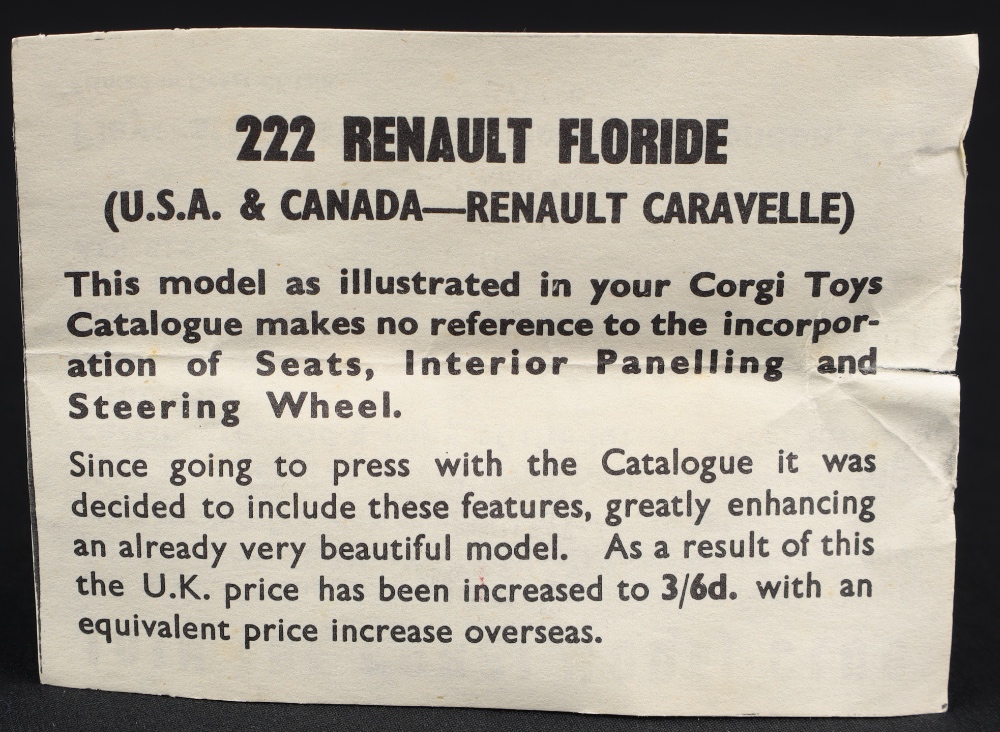 222 RENAULT FLORIDE
(U.S.A. & CANADA—RENAULT CARAVELLE)
This model as illustrated in your Corgi Toys
Catalogue makes no reference to the incorpor-
ation of Seats, Interior Panelling and
Steering Wheel.
Since going to press with the Catalogue it was
decided to include these features, greatly enhancing
an already very beautiful model. As a result of this
the U.K. price has been increased to 3/6d. with an
equivalent price increase overseas.